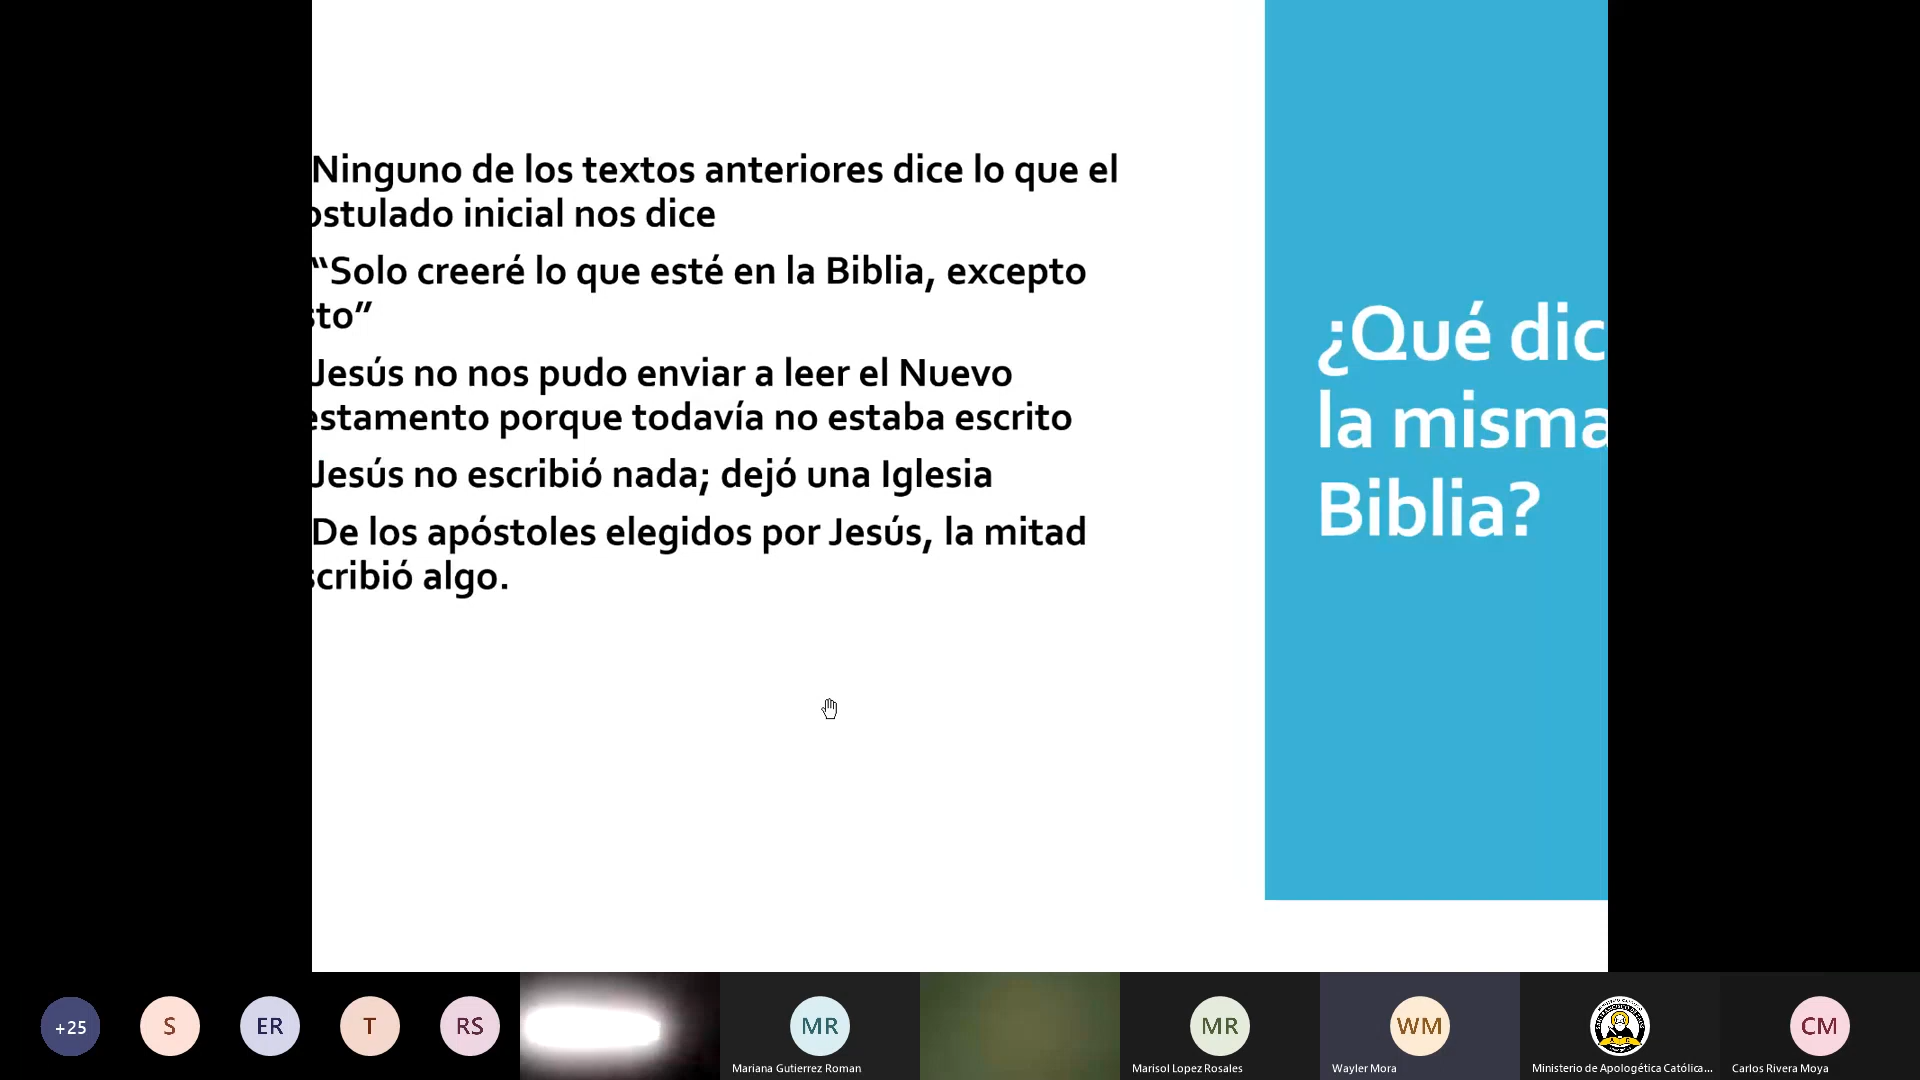 Ninguno de los textos anteriores dice lo que el
ostulado inicial nos dice
“Solo creeré lo que esté en la Biblia, excepto
sto”
Jesús no nos pudo enviar a leer el Nuevo
estamento porque todavía no estaba escrito
Jesús no escribió nada; dejó una Iglesia
De los apóstoles elegidos por Jesús, la mitad
scribió algo.
¿Qué dic
la misma
Biblia?
+25
S
ER
T
RS
MR
Mariana Gutierrez Roman
MR
Marisol Lopez Rosales
WM
Wayler Mora
Ministerio de Apologética Católica...
CM
Carlos Rivera Moya